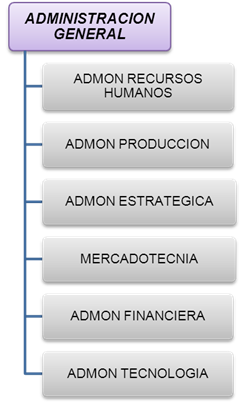 ADMINISTRACION
GENERAL
ADMON RECURSOS
HUMANOS
ADMON PRODUCCION
ADMON ESTRATEGICA
MERCADOTECNIA
ADMON FINANCIERA
ADMON TECNOLOGIA